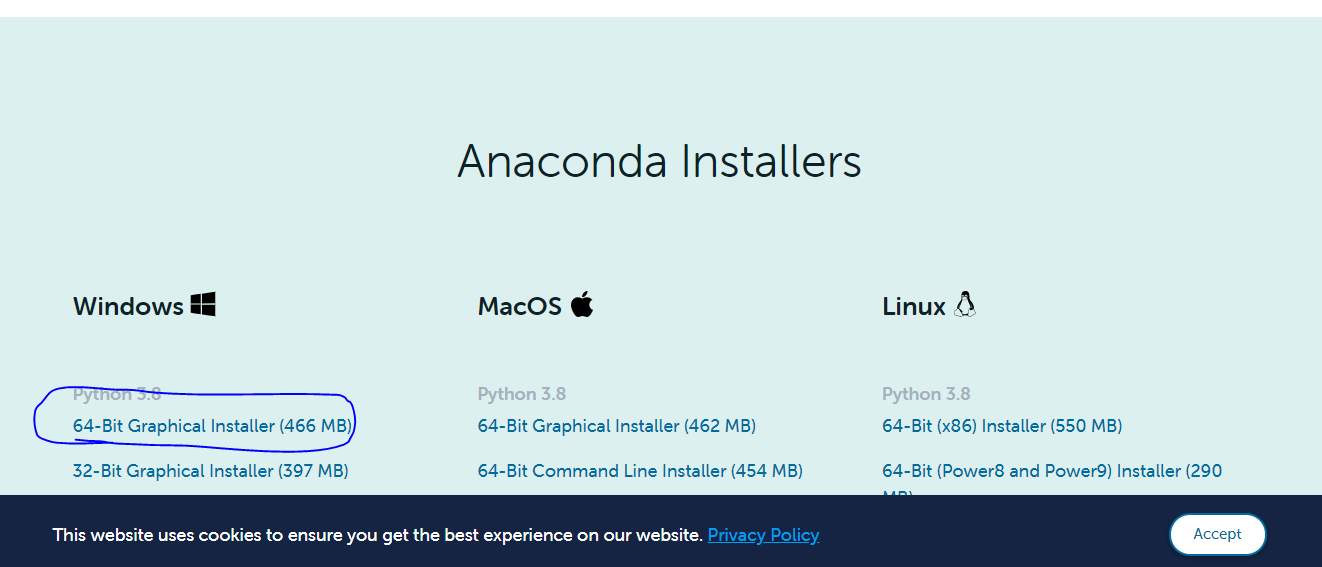 Anaconda Installers
Windows
Python 3.8
64-Bit Graphical Installer (466 MB)
32-Bit Graphical Installer (397 MB)
MacOS
Python 3.8
64-Bit Graphical Installer (462 MB)
64-Bit Command Line Installer (454 MB)
Linux
Python 3.8
64-Bit (x86) Installer (550 MB)
64-Bit (Power8 and Power9) Installer (290
MB)
This website uses cookies to ensure you get the best experience on our website. Privacy Policy
Accept